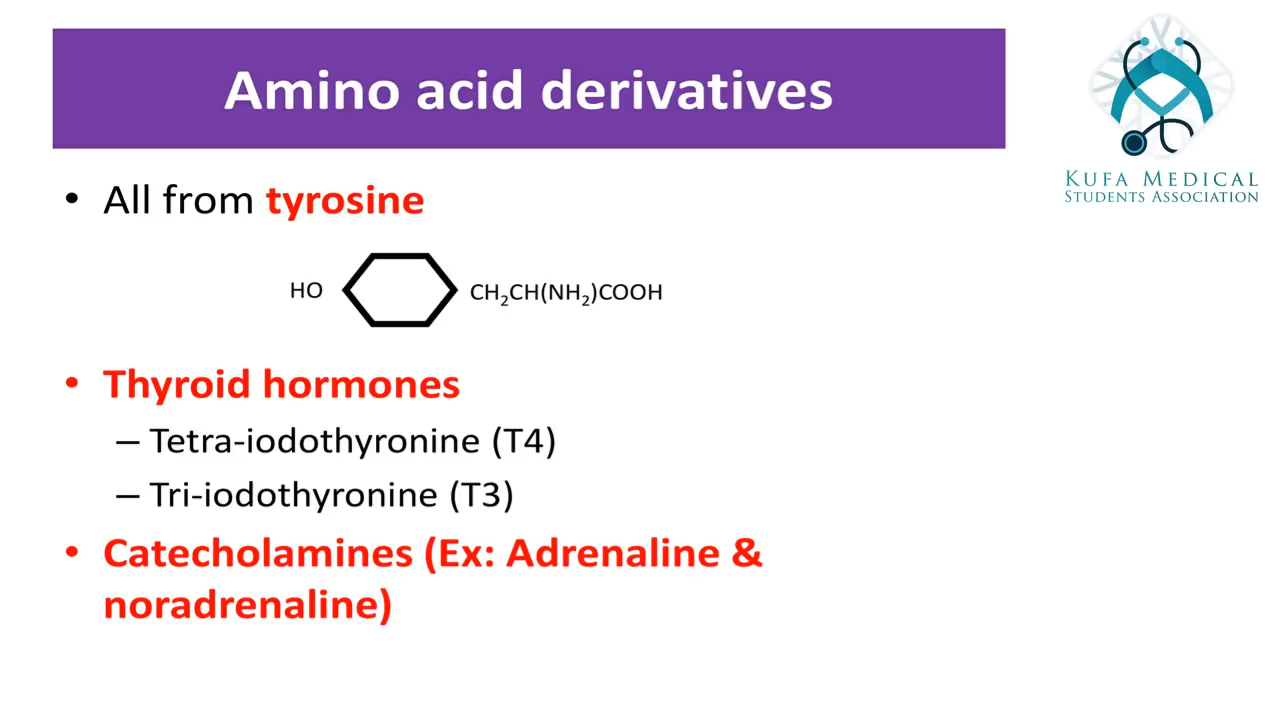 Amino acid derivatives
KUFA MEDICAL
STUDENTS ASSOCIATION
• All from tyrosine
HO CH₂CH(NH₂)COOH
• Thyroid hormones
– Tetra-iodothyronine (T4)
– Tri-iodothyronine (T3)
• Catecholamines (Ex: Adrenaline &
noradrenaline)